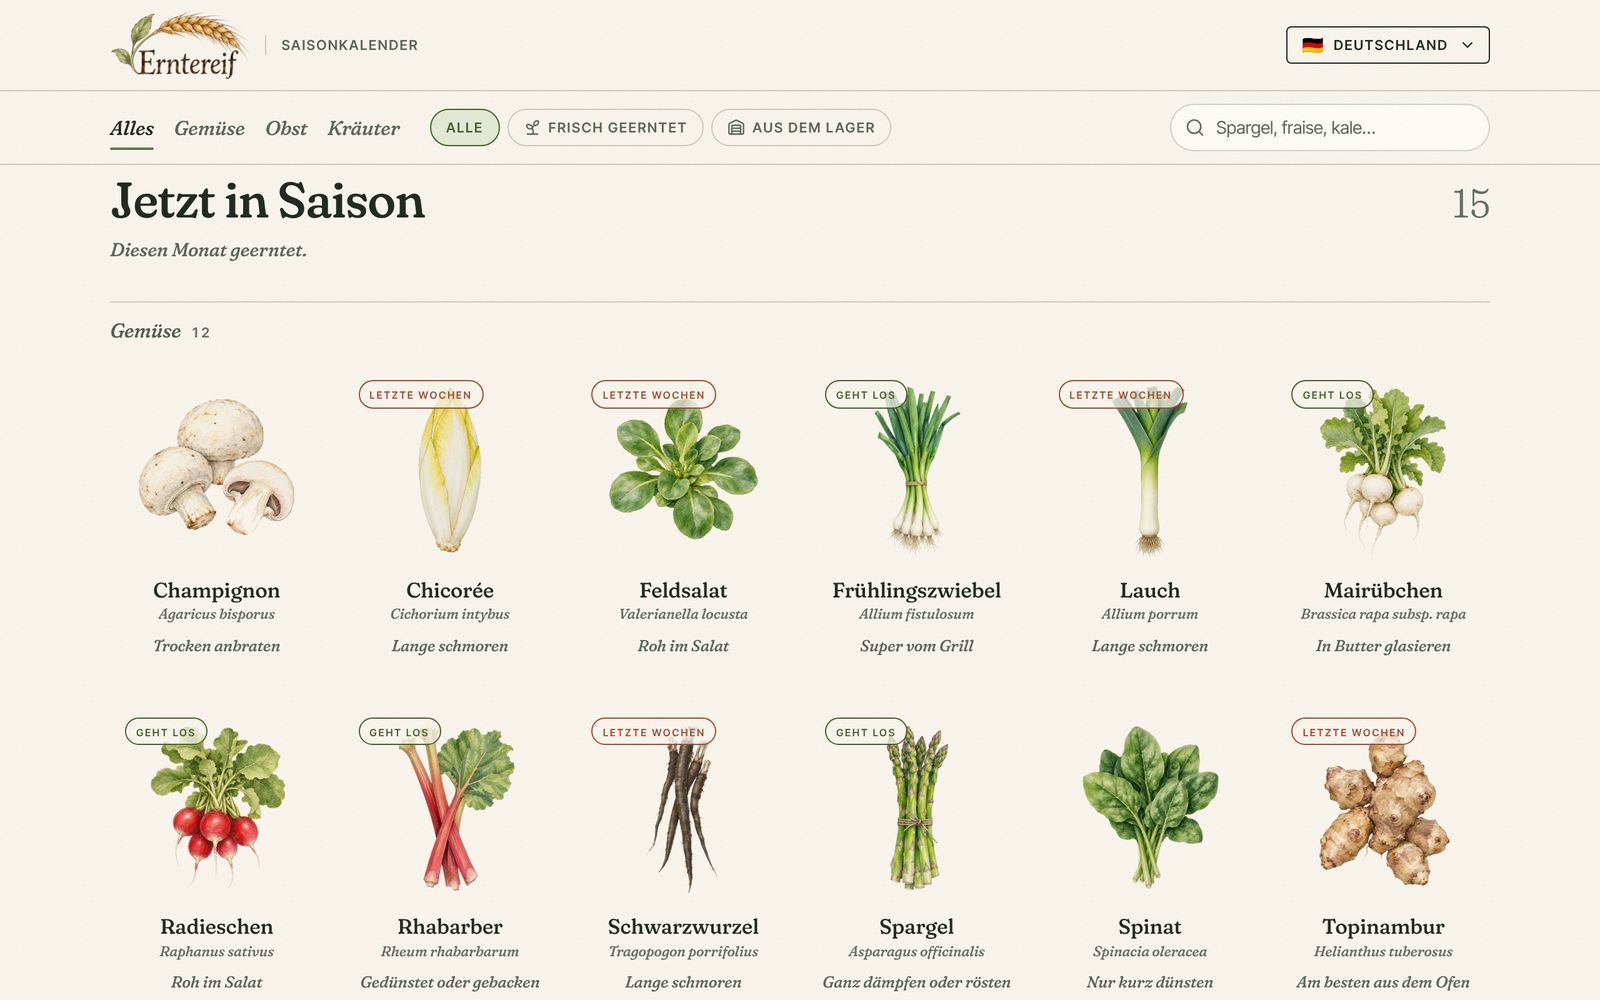 Erntereif
SAISONKALENDER
DEUTSCHLAND
Alles Gemüse Obst Kräuter
ALLE
FRISCH GEERNTET
AUS DEM LAGER
Spargel, fraise, kale...
Jetzt in Saison
15
Diesen Monat geerntet.
Gemüse 12
Champignon
Agaricus bisporus
Trocken anbraten
LETZTE WOCHEN
Chicorée
Cichorium intybus
Lange schmoren
LETZTE WOCHEN
Feldsalat
Valerianella locusta
Roh im Salat
GEHT LOS
Frühlingszwiebel
Allium fistulosum
Super vom Grill
LETZTE WOCHEN
Lauch
Allium porrum
Lange schmoren
GEHT LOS
Mairübchen
Brassica rapa subsp. rapa
In Butter glasieren
GEHT LOS
Radieschen
Raphanus sativus
Roh im Salat
GEHT LOS
Rhabarber
Rheum rhabarbarum
Gedünstet oder gebacken
LETZTE WOCHEN
Schwarzwurzel
Tragopogon porrifolius
Lange schmoren
GEHT LOS
Spargel
Asparagus officinalis
Ganz dämpfen oder rösten
Spinat
Spinacia oleracea
Nur kurz dünsten
LETZTE WOCHEN
Topinambur
Helianthus tuberosus
Am besten aus dem Ofen